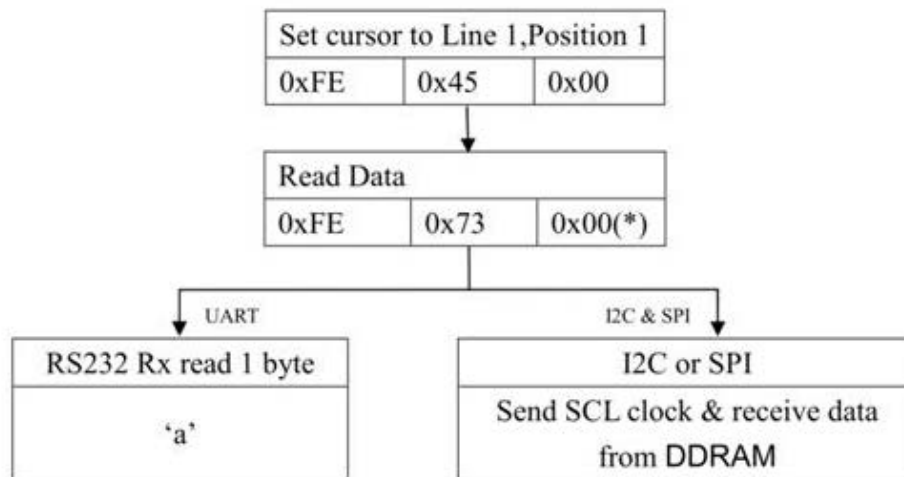 Set cursor to Line 1,Position 1
0xFE 0x45 0x00
Read Data
0xFE 0x73 0x00(*)
UART I2C & SPI
RS232 Rx read 1 byte
‘a’
I2C or SPI
Send SCL clock & receive data
from DDRAM